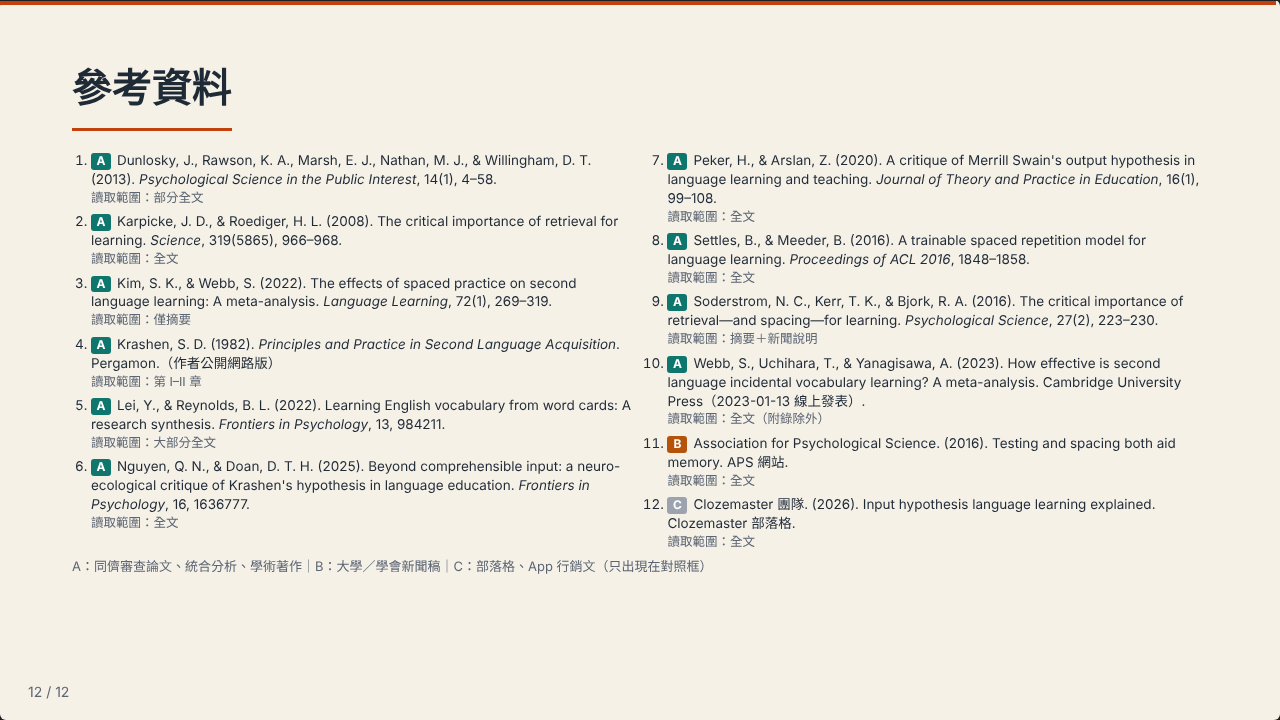 參考資料
1. A Dunlosky, J., Rawson, K. A., Marsh, E. J., Nathan, M. J., & Willingham, D. T.
(2013). Psychological Science in the Public Interest, 14(1), 4–58.
讀取範圍：部分全文
2. A Karpicke, J. D., & Roediger, H. L. (2008). The critical importance of retrieval for
learning. Science, 319(5865), 966–968.
讀取範圍：全文
3. A Kim, S. K., & Webb, S. (2022). The effects of spaced practice on second
language learning: A meta-analysis. Language Learning, 72(1), 269–319.
讀取範圍：僅摘要
4. A Krashen, S. D. (1982). Principles and Practice in Second Language Acquisition.
Pergamon.（作者公開網路版）
讀取範圍：第 I–II 章
5. A Lei, Y., & Reynolds, B. L. (2022). Learning English vocabulary from word cards: A
research synthesis. Frontiers in Psychology, 13, 984211.
讀取範圍：大部分全文
6. A Nguyen, Q. N., & Doan, D. T. H. (2025). Beyond comprehensible input: a neuro-
ecological critique of Krashen's hypothesis in language education. Frontiers in
Psychology, 16, 1636777.
讀取範圍：全文
7. A Peker, H., & Arslan, Z. (2020). A critique of Merrill Swain's output hypothesis in
language learning and teaching. Journal of Theory and Practice in Education, 16(1),
99–108.
讀取範圍：全文
8. A Settles, B., & Meeder, B. (2016). A trainable spaced repetition model for
language learning. Proceedings of ACL 2016, 1848–1858.
讀取範圍：全文
9. A Soderstrom, N. C., Kerr, T. K., & Bjork, R. A. (2016). The critical importance of
retrieval—and spacing—for learning. Psychological Science, 27(2), 223–230.
讀取範圍：摘要＋新聞說明
10. A Webb, S., Uchihara, T., & Yanagisawa, A. (2023). How effective is second
language incidental vocabulary learning? A meta-analysis. Cambridge University
Press（2023-01-13 線上發表）.
讀取範圍：全文（附錄除外）
11. B Association for Psychological Science. (2016). Testing and spacing both aid
memory. APS 網站.
讀取範圍：全文
12. C Clozemaster 團隊. (2026). Input hypothesis language learning explained.
Clozemaster 部落格.
讀取範圍：全文
A：同儕審查論文、統合分析、學術著作｜B：大學／學會新聞稿｜C：部落格、App 行銷文（只出現在對照框）
12 / 12